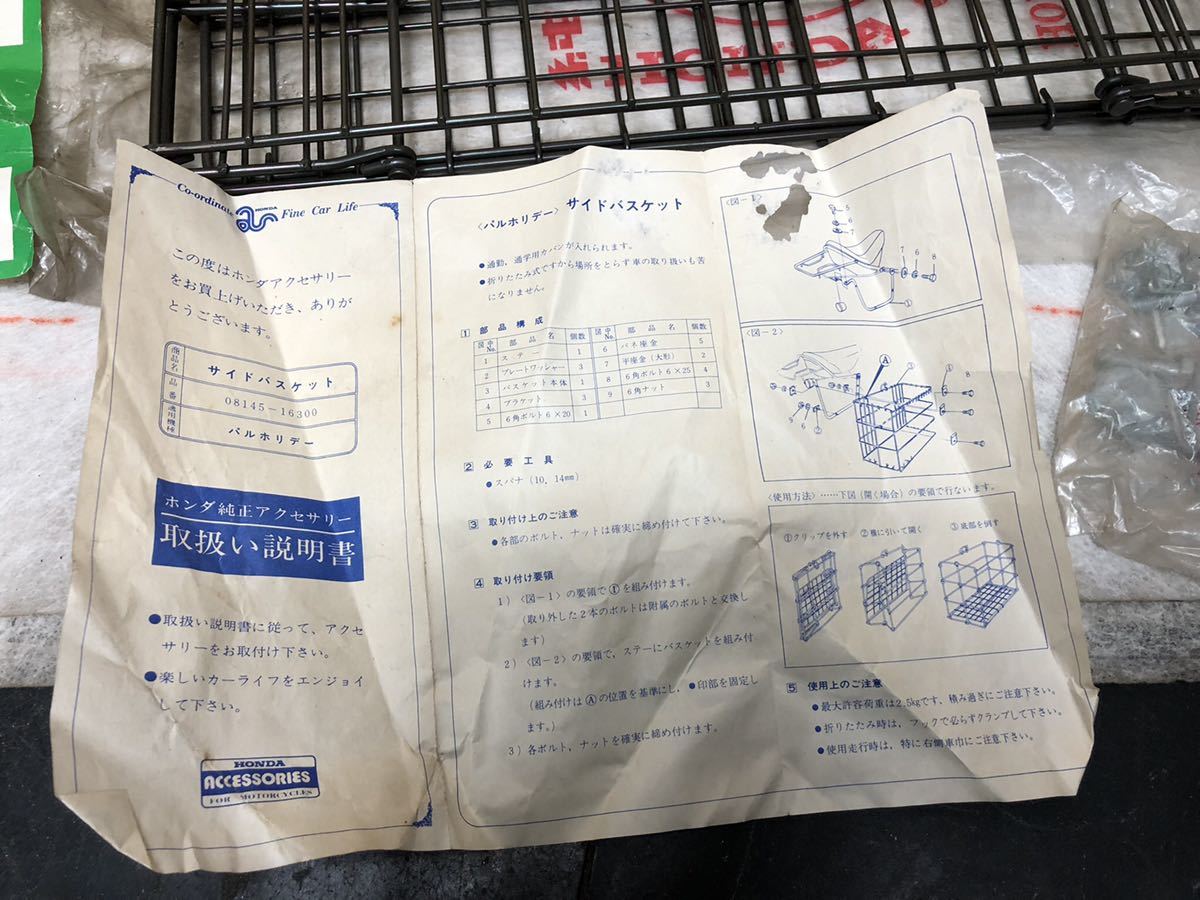 HONDA
Co-ordinate
HONDA
Fine Car Life
この度はホンダアクセサリー
をお買上げいただき、ありが
とうございます。
商品名 サイドバスケット
品番 08145-16300
適用機種 パルホリデー
ホンダ純正アクセサリー
取扱い説明書
●取扱い説明書に従って、アクセ
サリーをお取付け下さい。
●楽しいカーライフをエンジョイ
して下さい。
HONDA
ACCESSORIES
FOR MOTORCYCLES
〈パルホリデー〉 サイドバスケット
●通勤，通学用カバンが入れられます。
●折りたたみ式ですから場所をとらず車の取り扱いも苦
になりません。
1 部品構成
図中No. 部品名 個数 図中No. 部品名 個数
1 ステー 1 6 バネ座金 5
2 プレートワッシャー 3 7 平座金（大形） 2
3 バスケット本体 1 8 6角ボルト6×25 4
4 ブラケット 3 9 6角ナット 3
5 6角ボルト6×20 1
2 必要工具
●スパナ（10，14mm）
3 取り付け上のご注意
●各部のボルト，ナットは確実に締め付けて下さい。
4 取り付け要領
1）〈図－1〉の要領で①を組み付けます。
（取り外した2本のボルトは附属のボルトと交換し
ます）
2）〈図－2〉の要領で，ステーにバスケットを組み付
けます。
（組み付けはⒶの位置を基準にし，●印部を固定し
ます。）
3）各ボルト，ナットを確実に締め付けます。
〈図－1〉
5
6
7
7 6 5 8
①
〈図－2〉
Ⓐ
③
④ 8
9 6
②
〈使用方法〉……下図（開く場合）の要領で行ないます。
①クリップを外す ②横に引いて開く ③底部を倒す
5 使用上のご注意
●最大許容荷重は2.5kgです，積み過ぎにご注意下さい。
●折りたたみ時は，フックで必らずクランプして下さい。
●使用走行時は，特に右側車巾にご注意下さい。